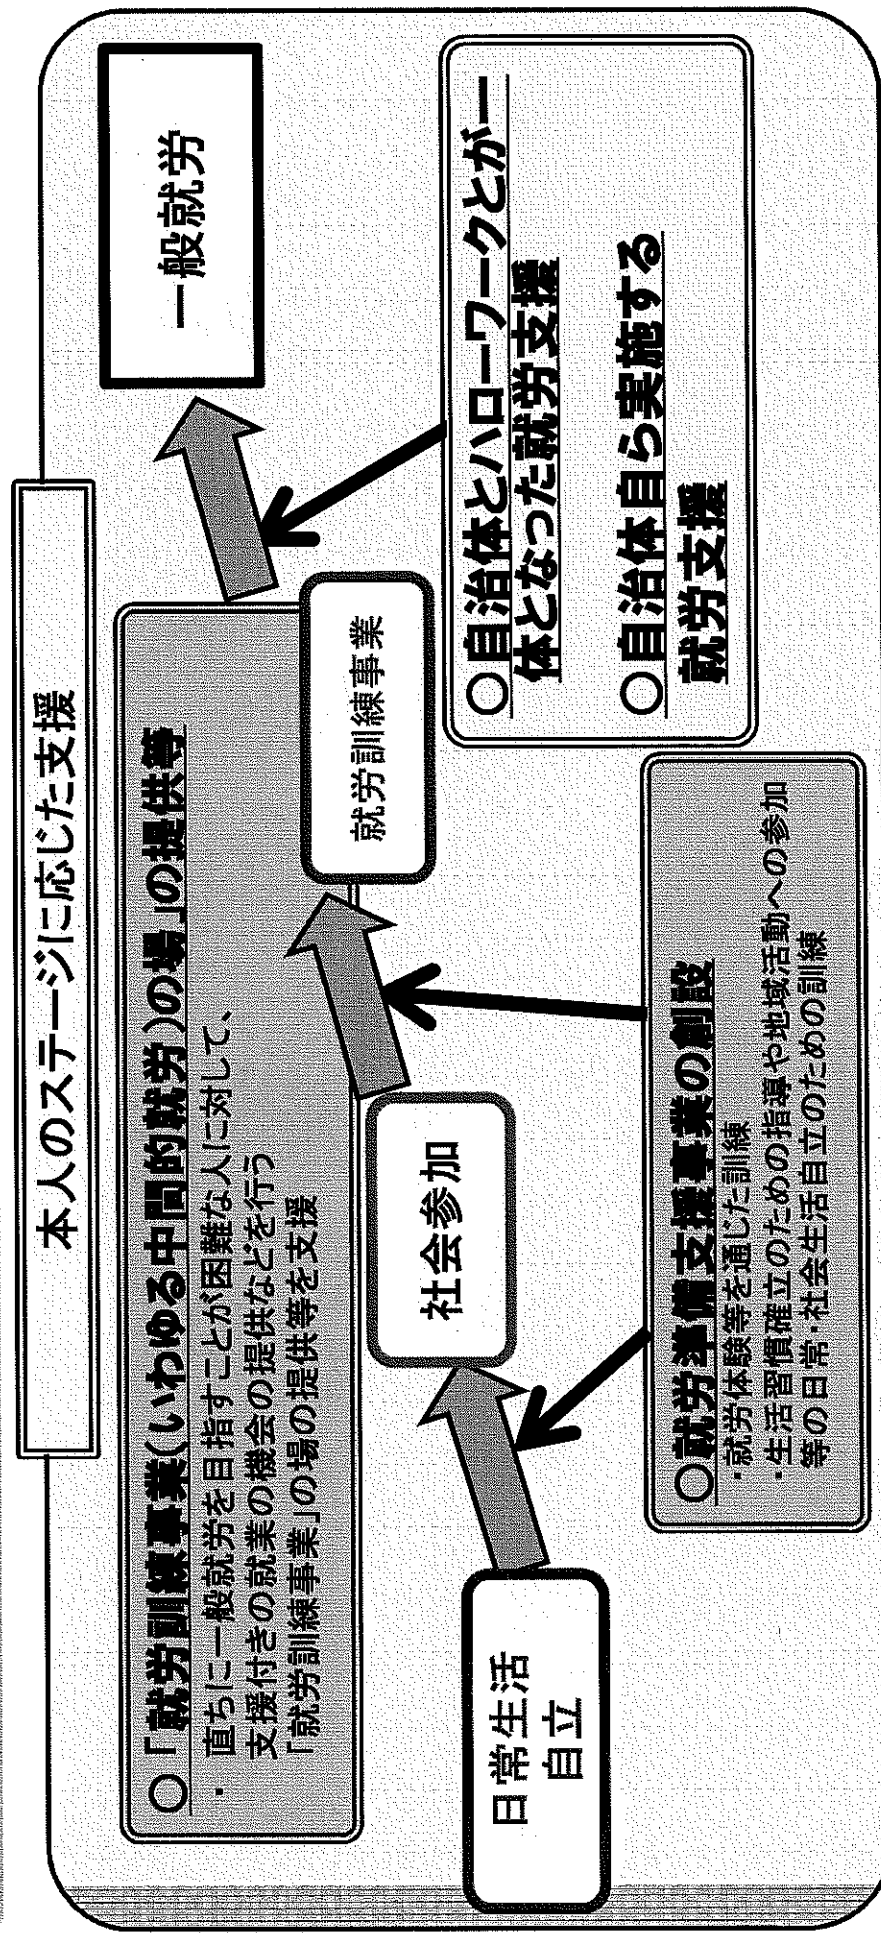 本人のステージに応じた支援
○「就労訓練事業(いわゆる中間的就労)の場」の提供等
・ 直ちに一般就労を目指すことが困難な人に対して、
支援付きの就業の機会の提供などを行う
「就労訓練事業」の場の提供等を支援
一般就労
就労訓練事業
社会参加
日常生活
自立
○自治体とハローワークとが一
体となった就労支援
○自治体自ら実施する
就労支援
○就労準備支援事業の創設
・就労体験等を通じた訓練
・生活習慣確立のための指導や地域活動への参加
等の日常・社会生活自立のための訓練